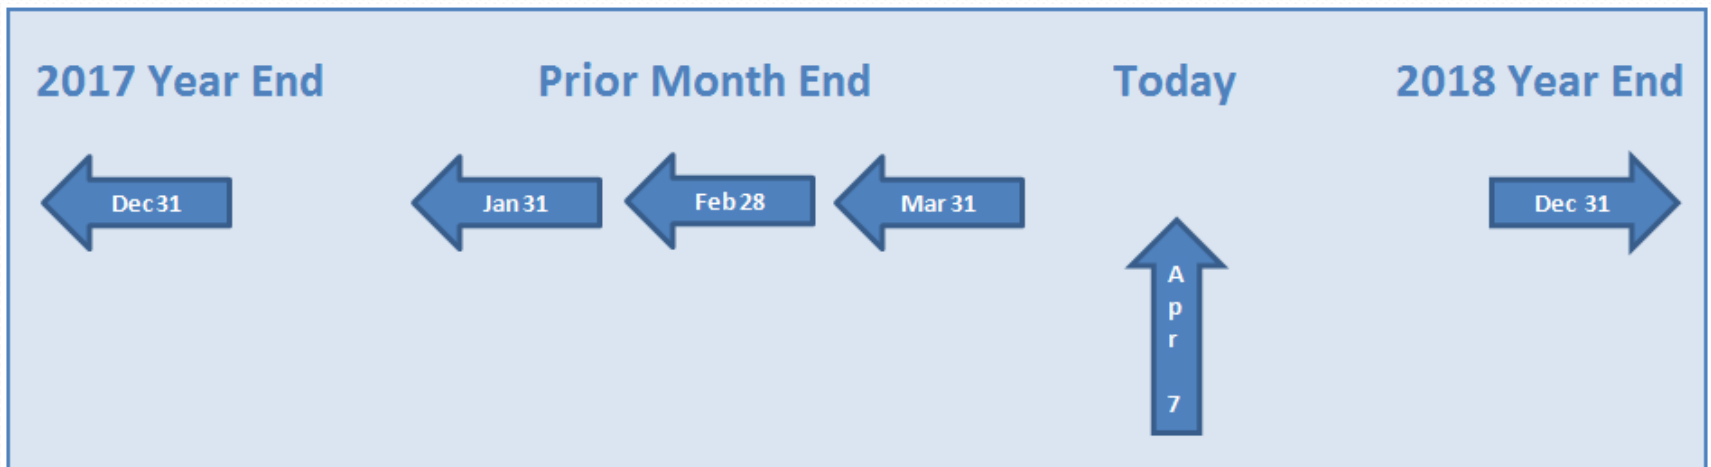 2017 Year End
Prior Month End
Today
2018 Year End
Dec 31
Jan 31
Feb 28
Mar 31
Dec 31
Apr 7